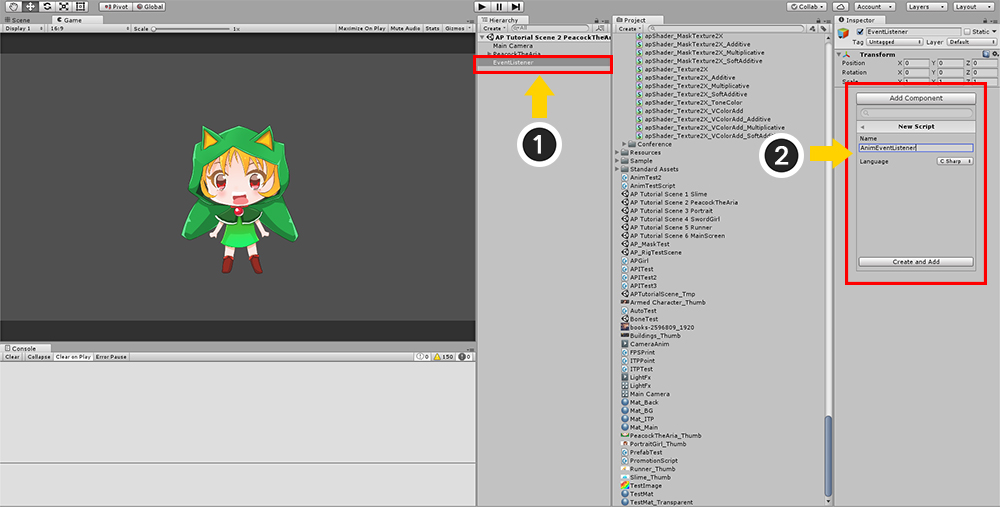 Pivot
Global
Collab
Account
Layers
Layout
Scene
Game
Display 1
16:9
Scale
1x
Maximize On Play
Mute Audio
Stats
Gizmos
Console
Clear
Collapse
Clear on Play
Error Pause
0
150
0
Hierarchy
Create
All
AP Tutorial Scene 2 PeacockTheAria
Main Camera
PeacockTheAria
EventListener
1
Project
Create
apShader_MaskTexture2X
apShader_MaskTexture2X_Additive
apShader_MaskTexture2X_Multiplicative
apShader_MaskTexture2X_SoftAdditive
apShader_Texture2X
apShader_Texture2X_Additive
apShader_Texture2X_Multiplicative
apShader_Texture2X_SoftAdditive
apShader_Texture2X_ToneColor
apShader_Texture2X_VColorAdd
apShader_Texture2X_VColorAdd_Additive
apShader_Texture2X_VColorAdd_Multiplicative
apShader_Texture2X_VColorAdd_SoftAddi
Conference
Resources
Sample
Standard Assets
AnimTest2
AnimTestScript
AP Tutorial Scene 1 Slime
AP Tutorial Scene 2 PeacockTheAria
AP Tutorial Scene 3 Portrait
AP Tutorial Scene 4 SwordGirl
AP Tutorial Scene 5 Runner
AP Tutorial Scene 6 MainScreen
AP_MaskTest
AP_RigTestScene
APGirl
APITest
APITest2
APITest3
APTutorialScene_Tmp
Armed Character_Thumb
AutoTest
BoneTest
books-2596809_1920
Buildings_Thumb
CameraAnim
FPSPrint
ITPPoint
ITPTest
LightFx
LightFx
Main Camera
Mat_Back
Mat_BG
Mat_ITP
Mat_Main
PeacockTheAria_Thumb
PortraitGirl_Thumb
PrefabTest
PromotionScript
Runner_Thumb
Slime_Thumb
TestImage
TestMat
TestMat_Transparent
2
Inspector
EventListener
Static
Tag Untagged
Layer Default
Transform
Position X 0 Y 0 Z 0
Rotation X 0 Y 0 Z 0
Scale X 1 Y 1 Z 1
Add Component
New Script
Name
AnimEventListener
Language
C Sharp
Create and Add